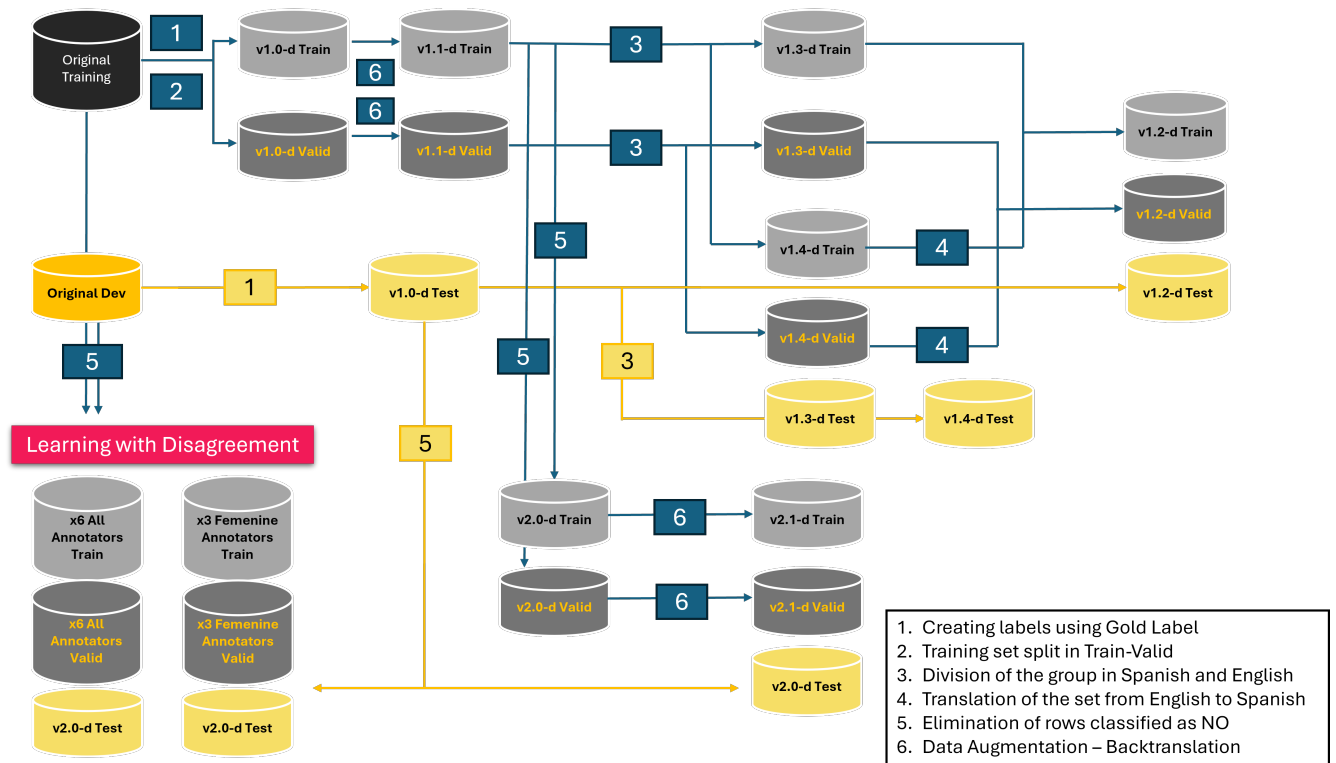 Original
Training
1
2
v1.0-d Train
6
6
v1.1-d Train
3
v1.3-d Train
v1.0-d Valid
v1.1-d Valid
3
v1.3-d Valid
v1.2-d Train
v1.2-d Valid
5
v1.4-d Train
4
Original Dev
1
v1.0-d Test
v1.2-d Test
5
5
3
v1.4-d Valid
4
v1.3-d Test
v1.4-d Test
Learning with Disagreement
5
x6 All
Annotators
Train
x3 Femenine
Annotators
Train
v2.0-d Train
6
v2.1-d Train
x6 All
Annotators
Valid
x3 Femenine
Annotators
Valid
v2.0-d Valid
6
v2.1-d Valid
v2.0-d Test
v2.0-d Test
v2.0-d Test
1. Creating labels using Gold Label
2. Training set split in Train-Valid
3. Division of the group in Spanish and English
4. Translation of the set from English to Spanish
5. Elimination of rows classified as NO
6. Data Augmentation – Backtranslation